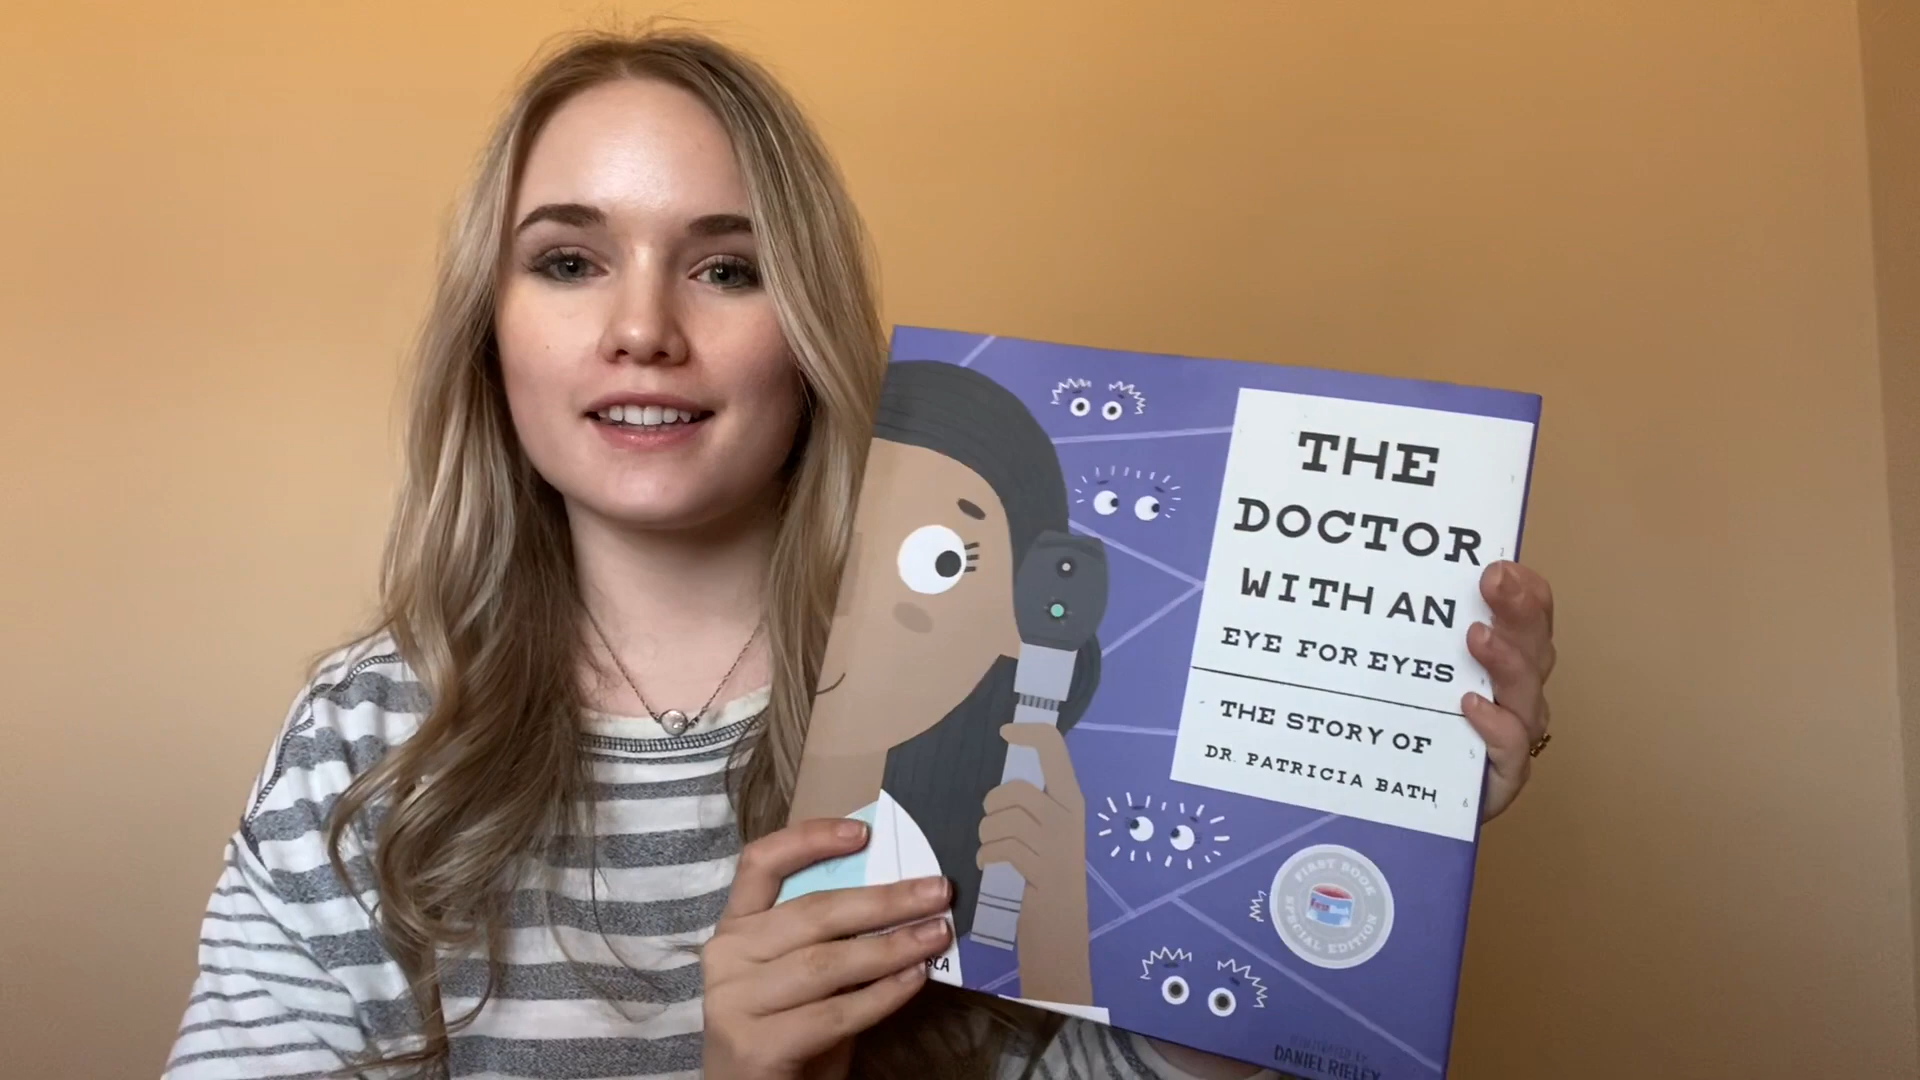 THE
DOCTOR
WITH AN
EYE FOR EYES
THE STORY OF
DR. PATRICIA BATH
FIRST BOOK
SPECIAL EDITION
DANIEL RIELEY